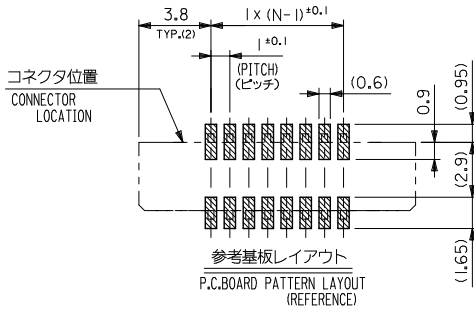 3.8
TYP.(2)
1×(N-1)±0.1
1±0.1
(PITCH)
(ピッチ)
(0.6)
0.9
(0.95)
(2.9)
(1.65)
コネクタ位置
CONNECTOR
LOCATION
参考基板レイアウト
P.C.BOARD PATTERN LAYOUT
(REFERENCE)